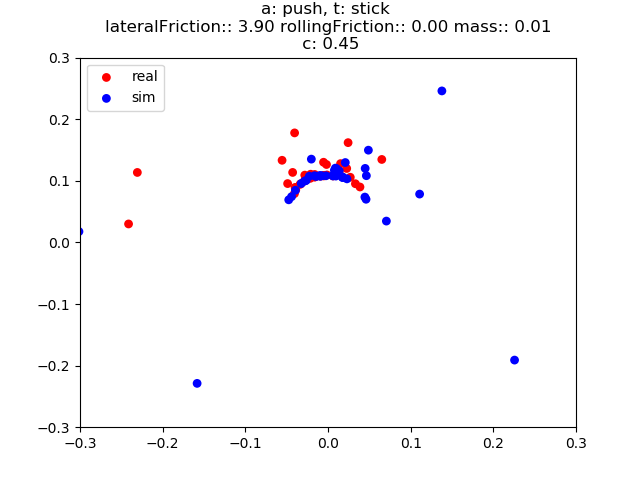 a: push, t: stick
lateralFriction:: 3.90 rollingFriction:: 0.00 mass:: 0.01
c: 0.45
real
sim
0.3
0.2
0.1
0.0
−0.1
−0.2
−0.3
−0.3 −0.2 −0.1 0.0 0.1 0.2 0.3